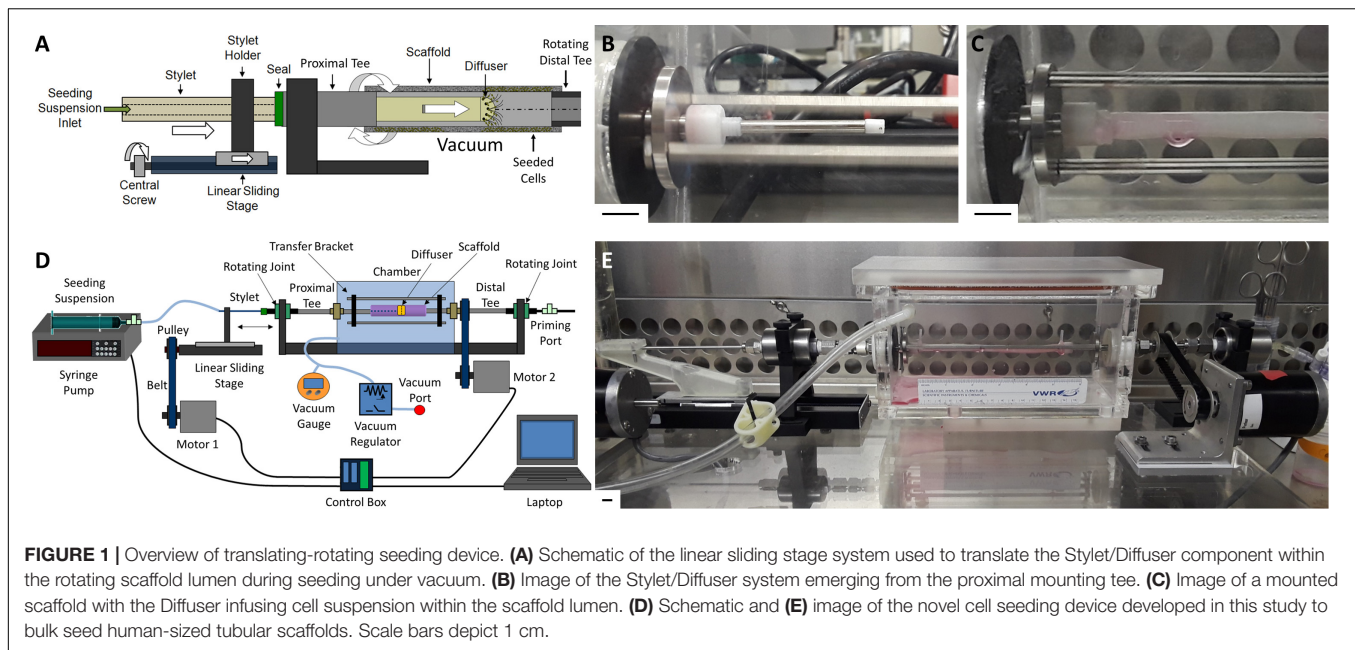 A
Stylet
Stylet
Holder
Seal
Proximal Tee
Scaffold
Diffuser
Rotating
Distal Tee
Seeding
Suspension
Inlet
Vacuum
Seeded
Cells
Central
Screw
Linear Sliding
Stage
B
C
D
Seeding
Suspension
Syringe
Pump
Pulley
Belt
Stylet
Linear Sliding
Stage
Motor 1
Rotating
Joint
Transfer Bracket
Proximal
Tee
Chamber
Diffuser
Scaffold
Distal
Tee
Rotating Joint
Priming
Port
Vacuum
Gauge
Vacuum
Port
Vacuum
Regulator
Motor 2
Control Box
Laptop
E
VWR
FIGURE 1 | Overview of translating-rotating seeding device. (A) Schematic of the linear sliding stage system used to translate the Stylet/Diffuser component within
the rotating scaffold lumen during seeding under vacuum. (B) Image of the Stylet/Diffuser system emerging from the proximal mounting tee. (C) Image of a mounted
scaffold with the Diffuser infusing cell suspension within the scaffold lumen. (D) Schematic and (E) image of the novel cell seeding device developed in this study to
bulk seed human-sized tubular scaffolds. Scale bars depict 1 cm.